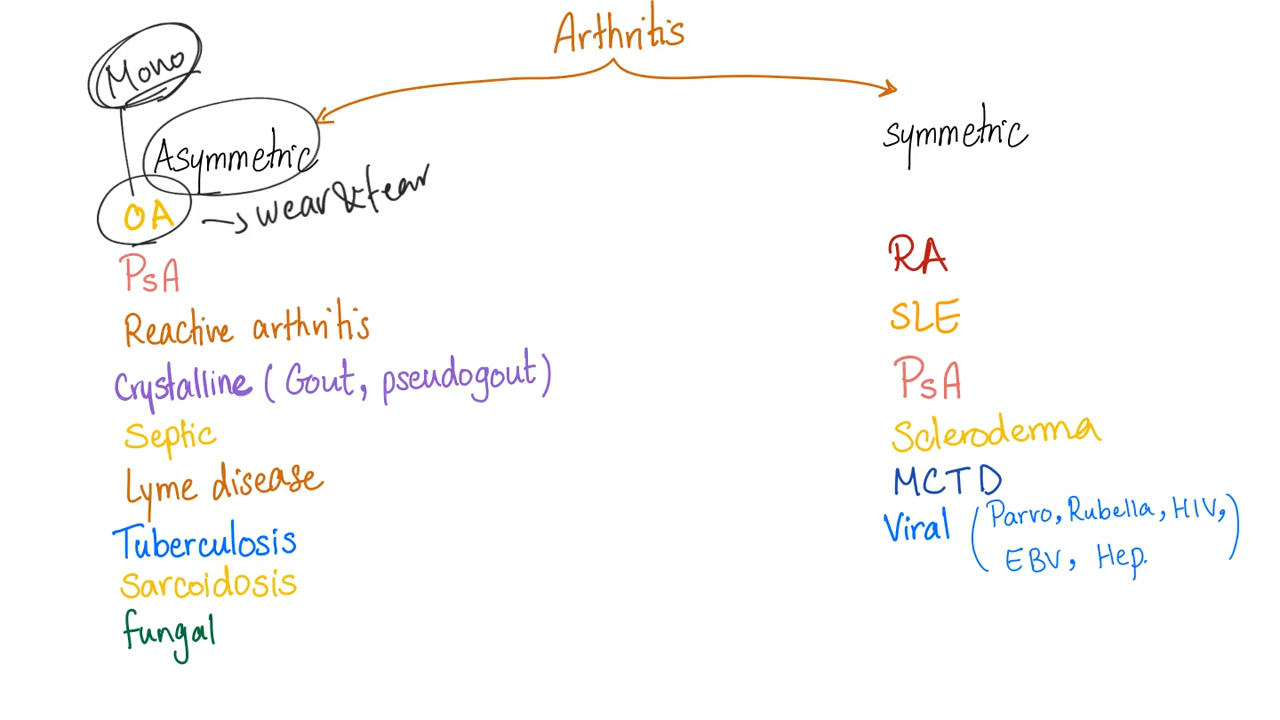 Arthritis
Mono
Asymmetric
OA → wear & tear
PsA
Reactive arthritis
Crystalline (Gout, pseudogout)
Septic
Lyme disease
Tuberculosis
Sarcoidosis
fungal
symmetric
RA
SLE
PsA
Scleroderma
MCTD
Viral (Parvo, Rubella, HIV,
EBV, Hep.)